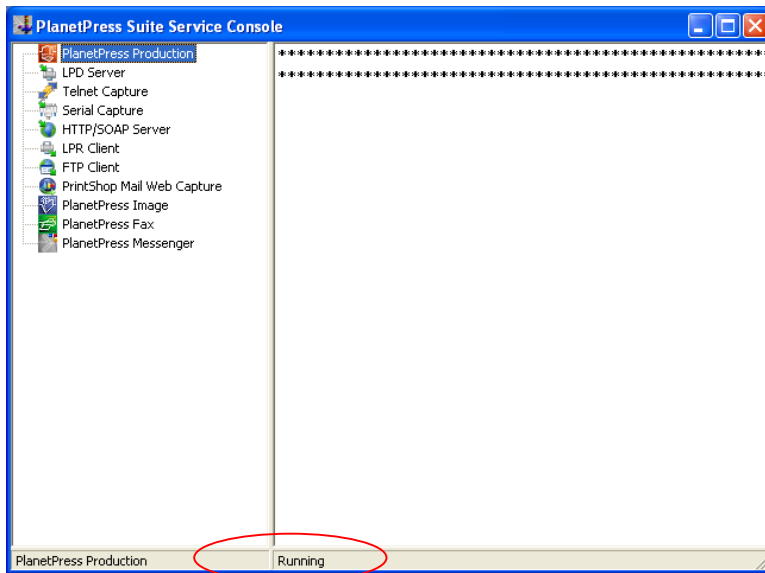 PlanetPress Suite Service Console
PlanetPress Production
LPD Server
Telnet Capture
Serial Capture
HTTP/SOAP Server
LPR Client
FTP Client
PrintShop Mail Web Capture
PlanetPress Image
PlanetPress Fax
PlanetPress Messenger
****************************************************
****************************************************
PlanetPress Production Running